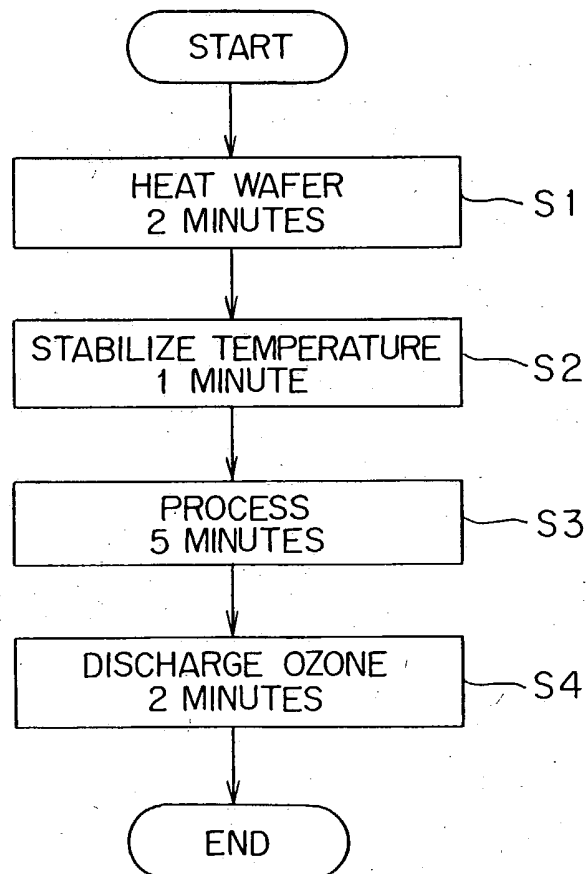 START
HEAT WAFER
2 MINUTES
S1
STABILIZE TEMPERATURE
1 MINUTE
S2
PROCESS
5 MINUTES
S3
DISCHARGE OZONE
2 MINUTES
S4
END